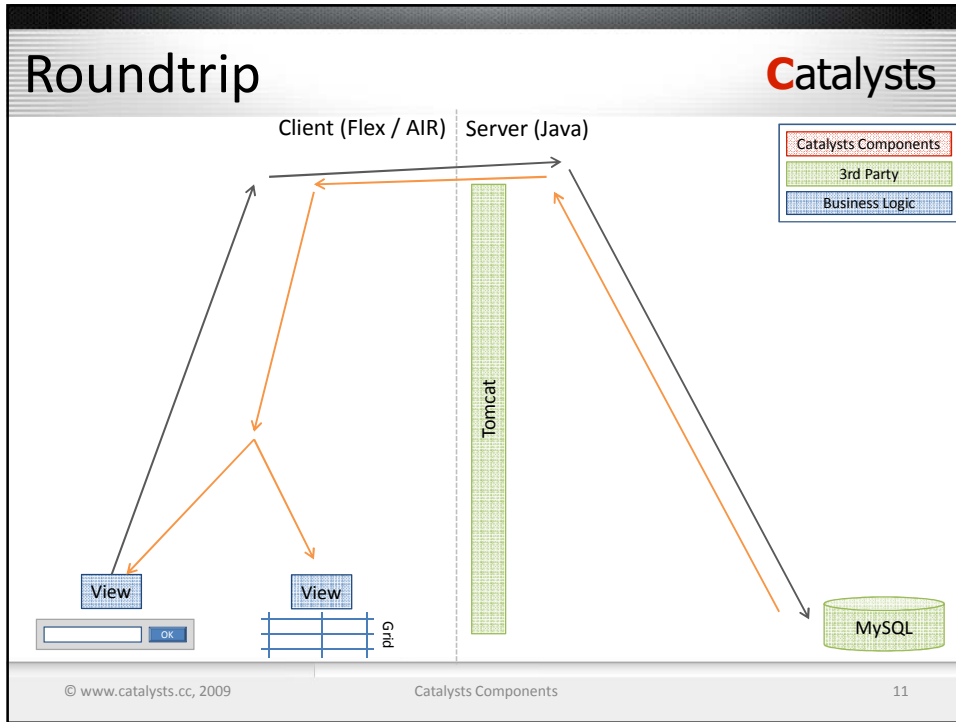 Roundtrip
Catalysts
Client (Flex / AIR)
Server (Java)
Catalysts Components
3rd Party
Business Logic
Tomcat
View
View
OK
Grid
MySQL
© www.catalysts.cc, 2009
Catalysts Components
11